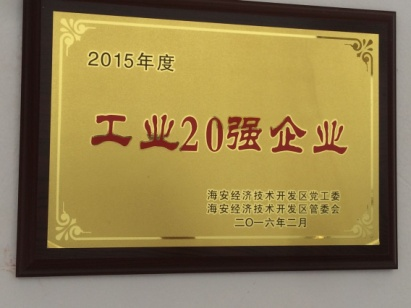 2015年度
工业20强企业
海安经济技术开发区党工委
海安经济技术开发区管委会
二〇一六年二月